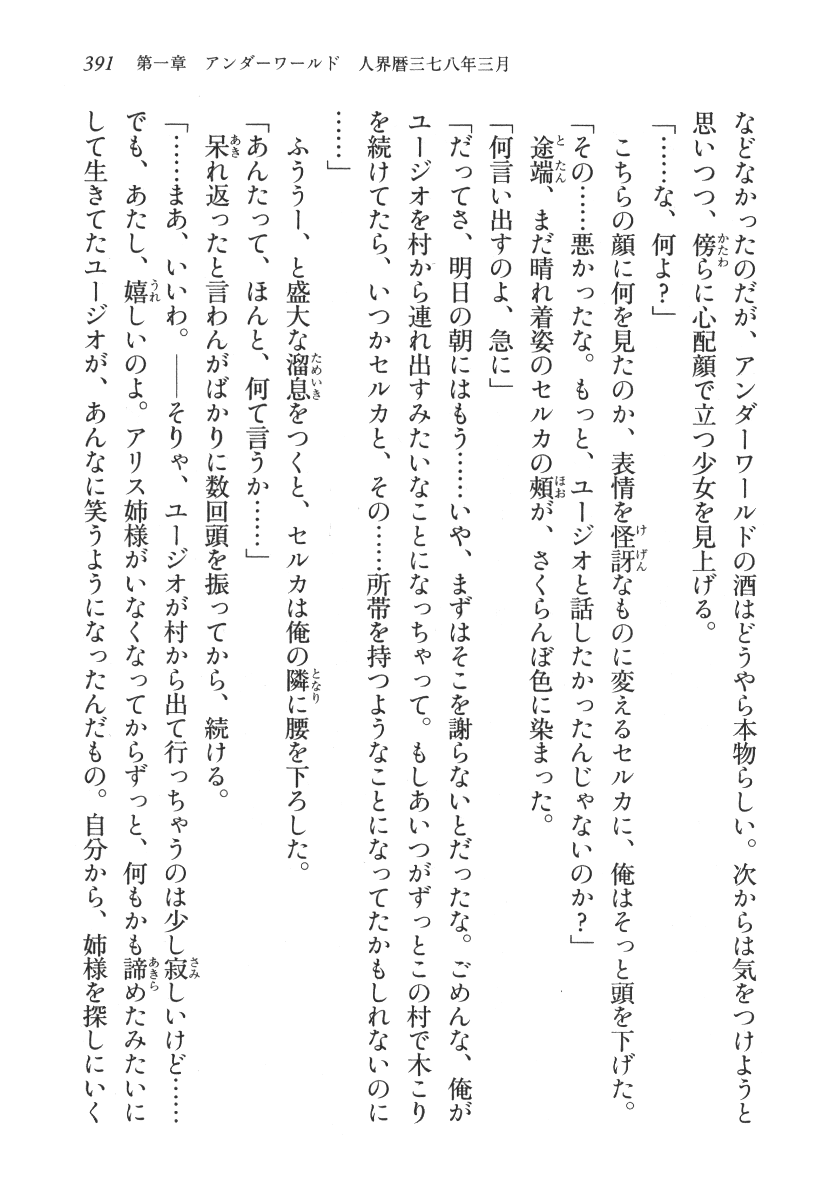 391 第一章 アンダーワールド 人界暦三七八年三月
などなかったのだが、アンダーワールドの酒はどうやら本物らしい。次からは気をつけようと
思いつつ、傍らに心配顔で立つ少女を見上げる。
「……な、何よ?」
こちらの顔に何を見たのか、表情を怪訝なものに変えるセルカに、俺はそっと頭を下げた。
「その……悪かったな。もっと、ユージオと話したかったんじゃないのか?」
途端、まだ晴れ着姿のセルカの頰が、さくらんぼ色に染まった。
「何言い出すのよ、急に」
「だってさ、明日の朝にはもう……いや、まずはそこを謝らないとだったな。ごめんな、俺が
ユージオを村から連れ出すみたいなことになっちゃって。もしあいつがずっとこの村で木こり
を続けてたら、いつかセルカと、その……所帯を持つようなことになってたかもしれないのに
……」
ふううー、と盛大な溜息をつくと、セルカは俺の隣に腰を下ろした。
「あんたって、ほんと、何て言うか……」
呆れ返ったと言わんがばかりに数回頭を振ってから、続ける。
「……まあ、いいわ。――そりゃ、ユージオが村から出て行っちゃうのは少し寂しいけど……
でも、あたし、嬉しいのよ。アリス姉様がいなくなってからずっと、何もかも諦めたみたいに
して生きてたユージオが、あんなに笑うようになったんだもの。自分から、姉様を探しにいく